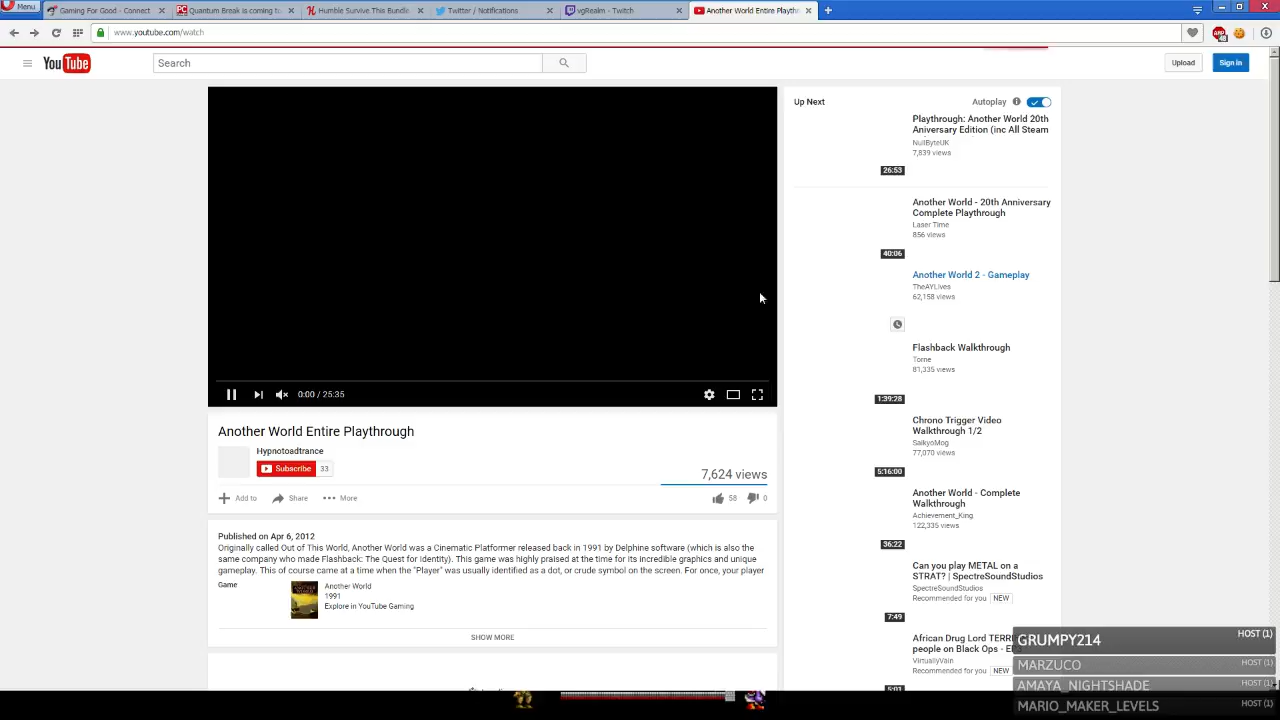 Menu
Gaming For Good - Connect
Quantum Break is coming to
Humble Survive This Bundle
Twitter / Notifications
vgRealm - Twitch
Another World Entire Playth
www.youtube.com/watch
YouTube
Search
Upload
Sign in
Up Next
Autoplay
Playthrough: Another World 20th
Aniversary Edition (inc All Steam
NullByteUK
7,839 views
26:53
Another World - 20th Anniversary
Complete Playthrough
Laser Time
856 views
40:06
Another World 2 - Gameplay
TheAYLives
62,158 views
Flashback Walkthrough
Torne
81,335 views
1:39:28
Chrono Trigger Video
Walkthrough 1/2
SaikyoMog
77,070 views
5:16:00
Another World - Complete
Walkthrough
Achievement_King
122,335 views
36:22
Can you play METAL on a
STRAT? | SpectreSoundStudios
SpectreSoundStudios
Recommended for you NEW
7:49
African Drug Lord TERRI
people on Black Ops - EP
VirtuallyVain
Recommended for you NEW
5:01
0:00 / 25:35
Another World Entire Playthrough
Hypnotoadtrance
Subscribe 33
7,624 views
Add to
Share
More
58
0
Published on Apr 6, 2012
Originally called Out of This World, Another World was a Cinematic Platformer released back in 1991 by Delphine software (which is also the
same company who made Flashback: The Quest for Identity). This game was highly praised at the time for its incredible graphics and unique
gameplay. This of course came at a time when the "Player" was usually identified as a dot, or crude symbol on the screen. For once, your player
Game
Another World
1991
Explore in YouTube Gaming
SHOW MORE
GRUMPY214 HOST (1)
MARZUCO HOST (1)
AMAYA_NIGHTSHADE HOST (1)
MARIO_MAKER_LEVELS HOST (1)